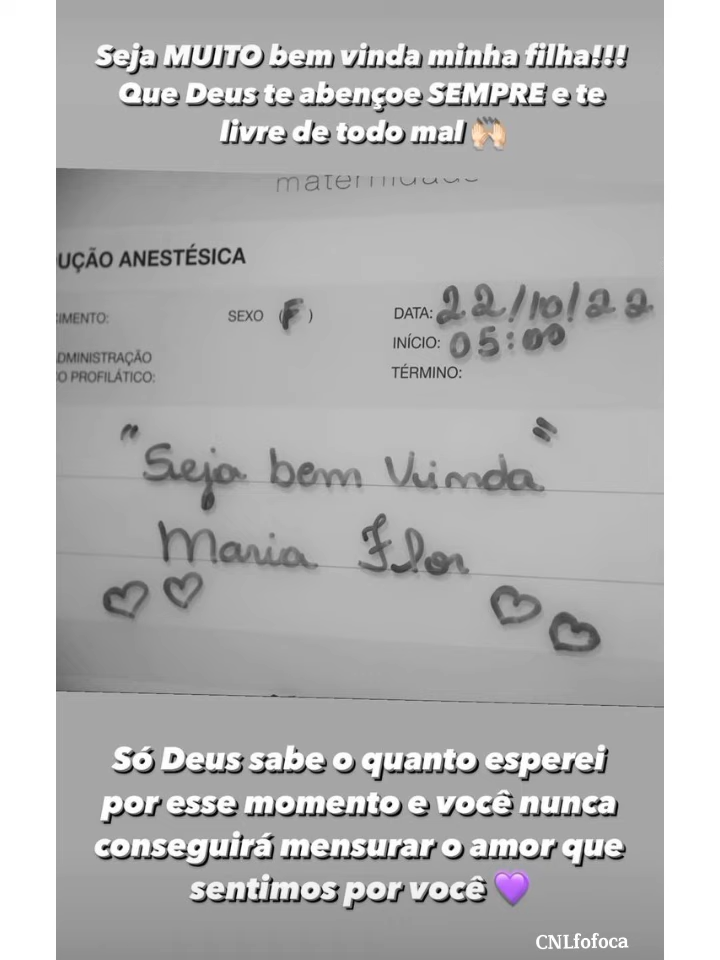 Seja MUITO bem vinda minha filha!!!
Que Deus te abençoe SEMPRE e te
livre de todo mal 🙌🏻
UÇÃO ANESTÉSICA
IMENTO: SEXO (F) DATA: 22/10/22
INÍCIO: 05:00
DMINISTRAÇÃO
O PROFILÁTICO: TÉRMINO:
"Seja bem Vinda"
Maria Flor
Só Deus sabe o quanto esperei
por esse momento e você nunca
conseguirá mensurar o amor que
sentimos por você 💜
CNLfofoca